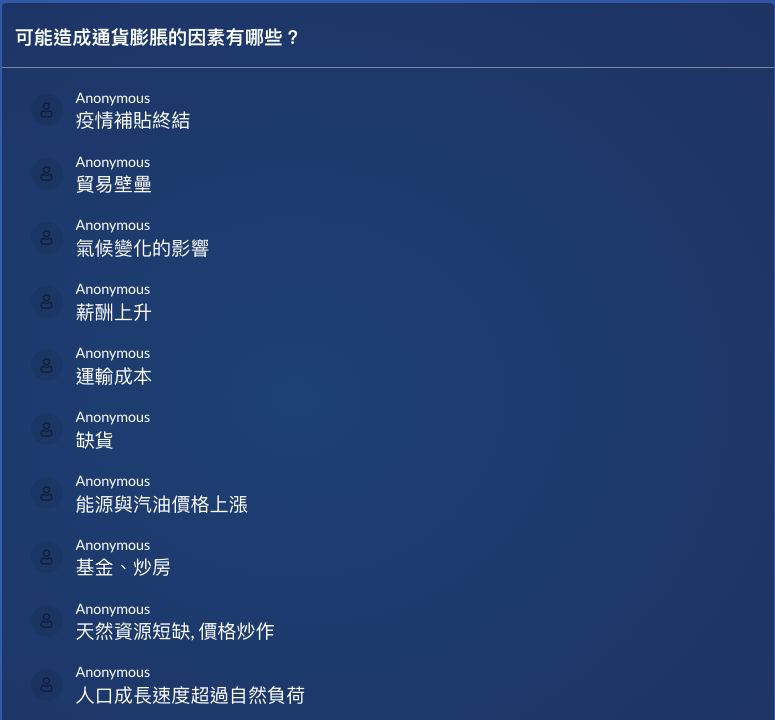 可能造成通貨膨脹的因素有哪些？
Anonymous
疫情補貼終結
Anonymous
貿易壁壘
Anonymous
氣候變化的影響
Anonymous
薪酬上升
Anonymous
運輸成本
Anonymous
缺貨
Anonymous
能源與汽油價格上漲
Anonymous
基金、炒房
Anonymous
天然資源短缺, 價格炒作
Anonymous
人口成長速度超過自然負荷